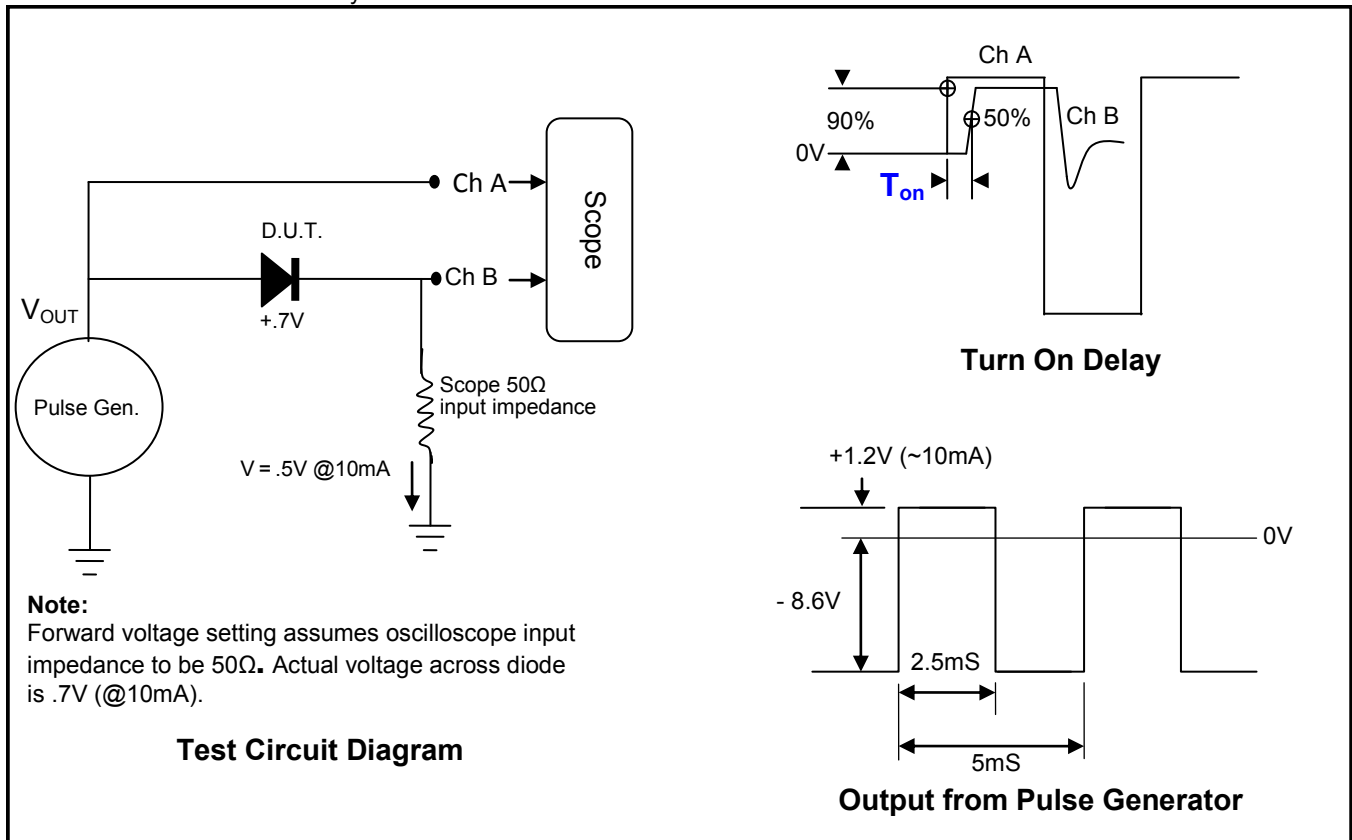 Ch A
Scope
D.U.T.
Ch B
+.7V
VOUT
Pulse Gen.
Scope 50Ω
input impedance
V = .5V @10mA
Note:
Forward voltage setting assumes oscilloscope input
impedance to be 50Ω. Actual voltage across diode
is .7V (@10mA).
Test Circuit Diagram
Ch A
90%
50%
Ch B
0V
Ton
Turn On Delay
+1.2V (~10mA)
0V
- 8.6V
2.5mS
5mS
Output from Pulse Generator